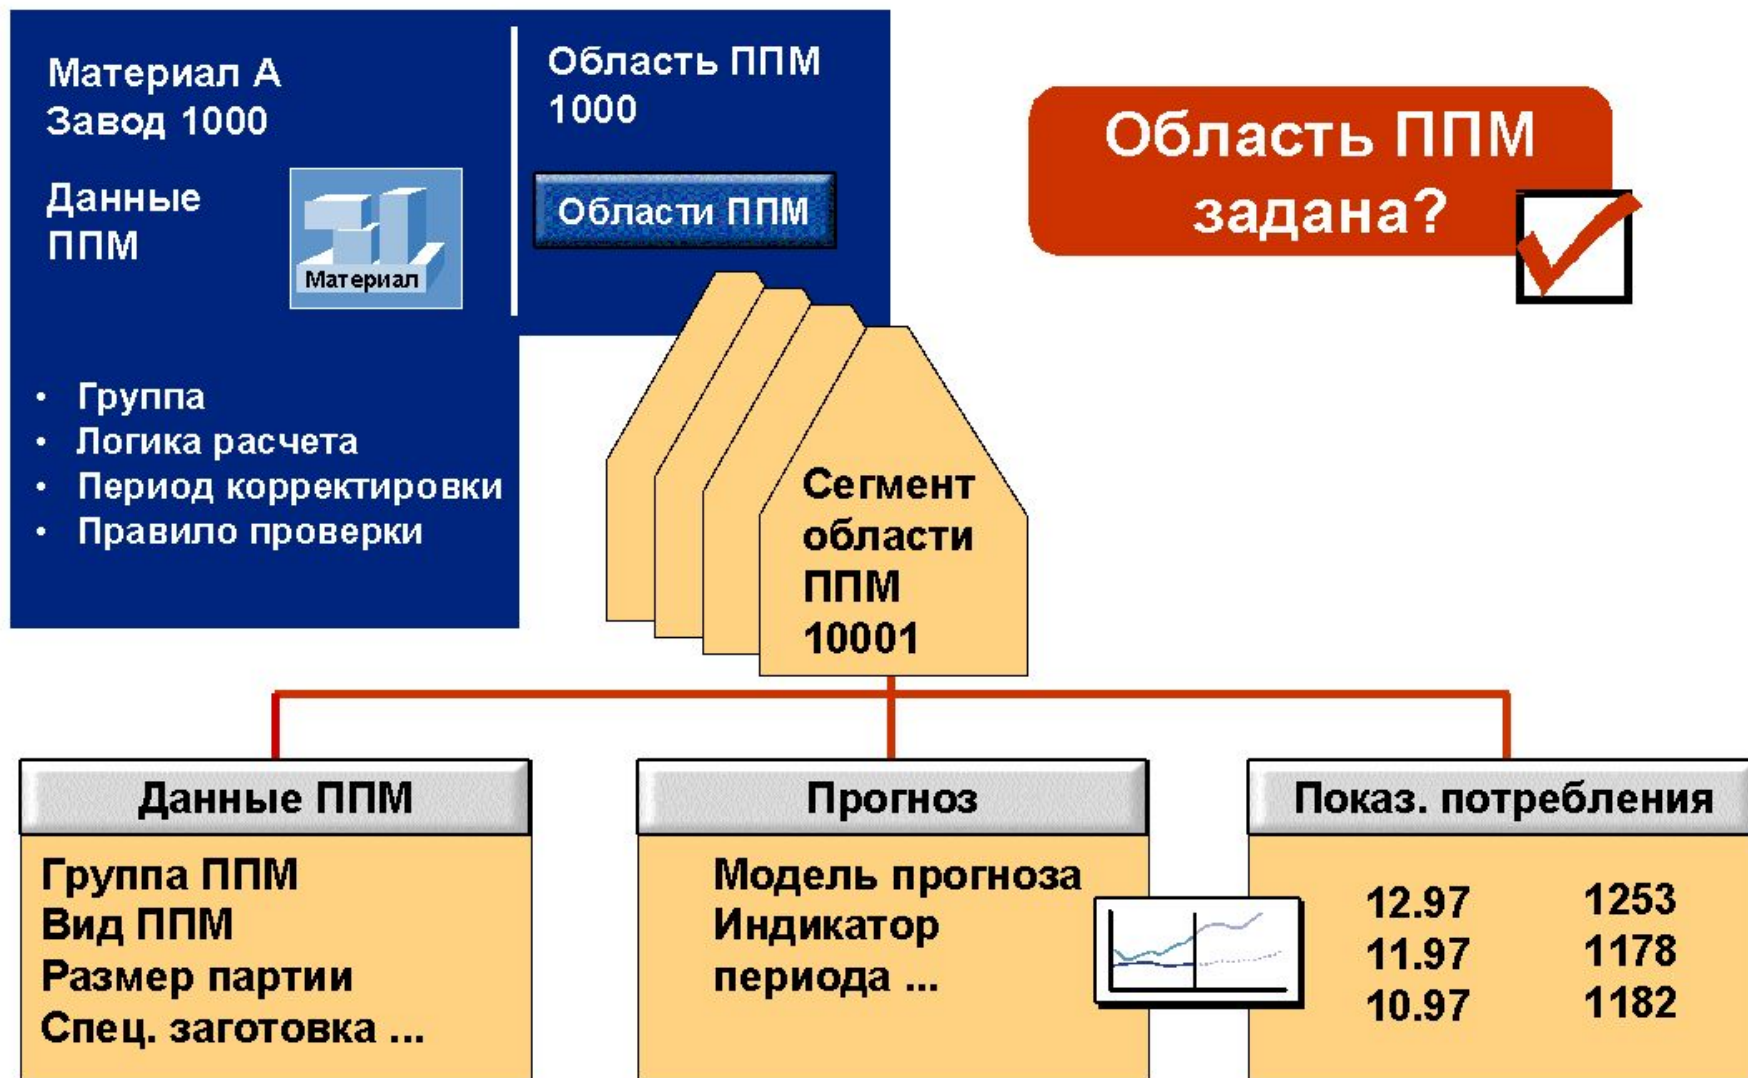 Материал А
Завод 1000
Данные
ППМ
Материал
Область ППМ
1000
Области ППМ
Область ППМ
задана?
• Группа
• Логика расчета
• Период корректировки
• Правило проверки
Сегмент
области
ППМ
10001
Данные ППМ
Группа ППМ
Вид ППМ
Размер партии
Спец. заготовка ...
Прогноз
Модель прогноза
Индикатор
периода ...
Показ. потребления
12.97 1253
11.97 1178
10.97 1182